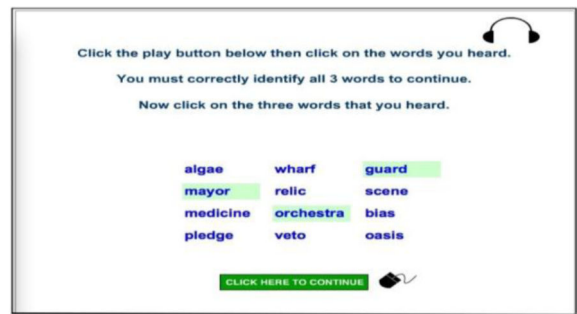 Click the play button below then click on the words you heard.
You must correctly identify all 3 words to continue.
Now click on the three words that you heard.
algae wharf guard
mayor relic scene
medicine orchestra bias
pledge veto oasis
CLICK HERE TO CONTINUE